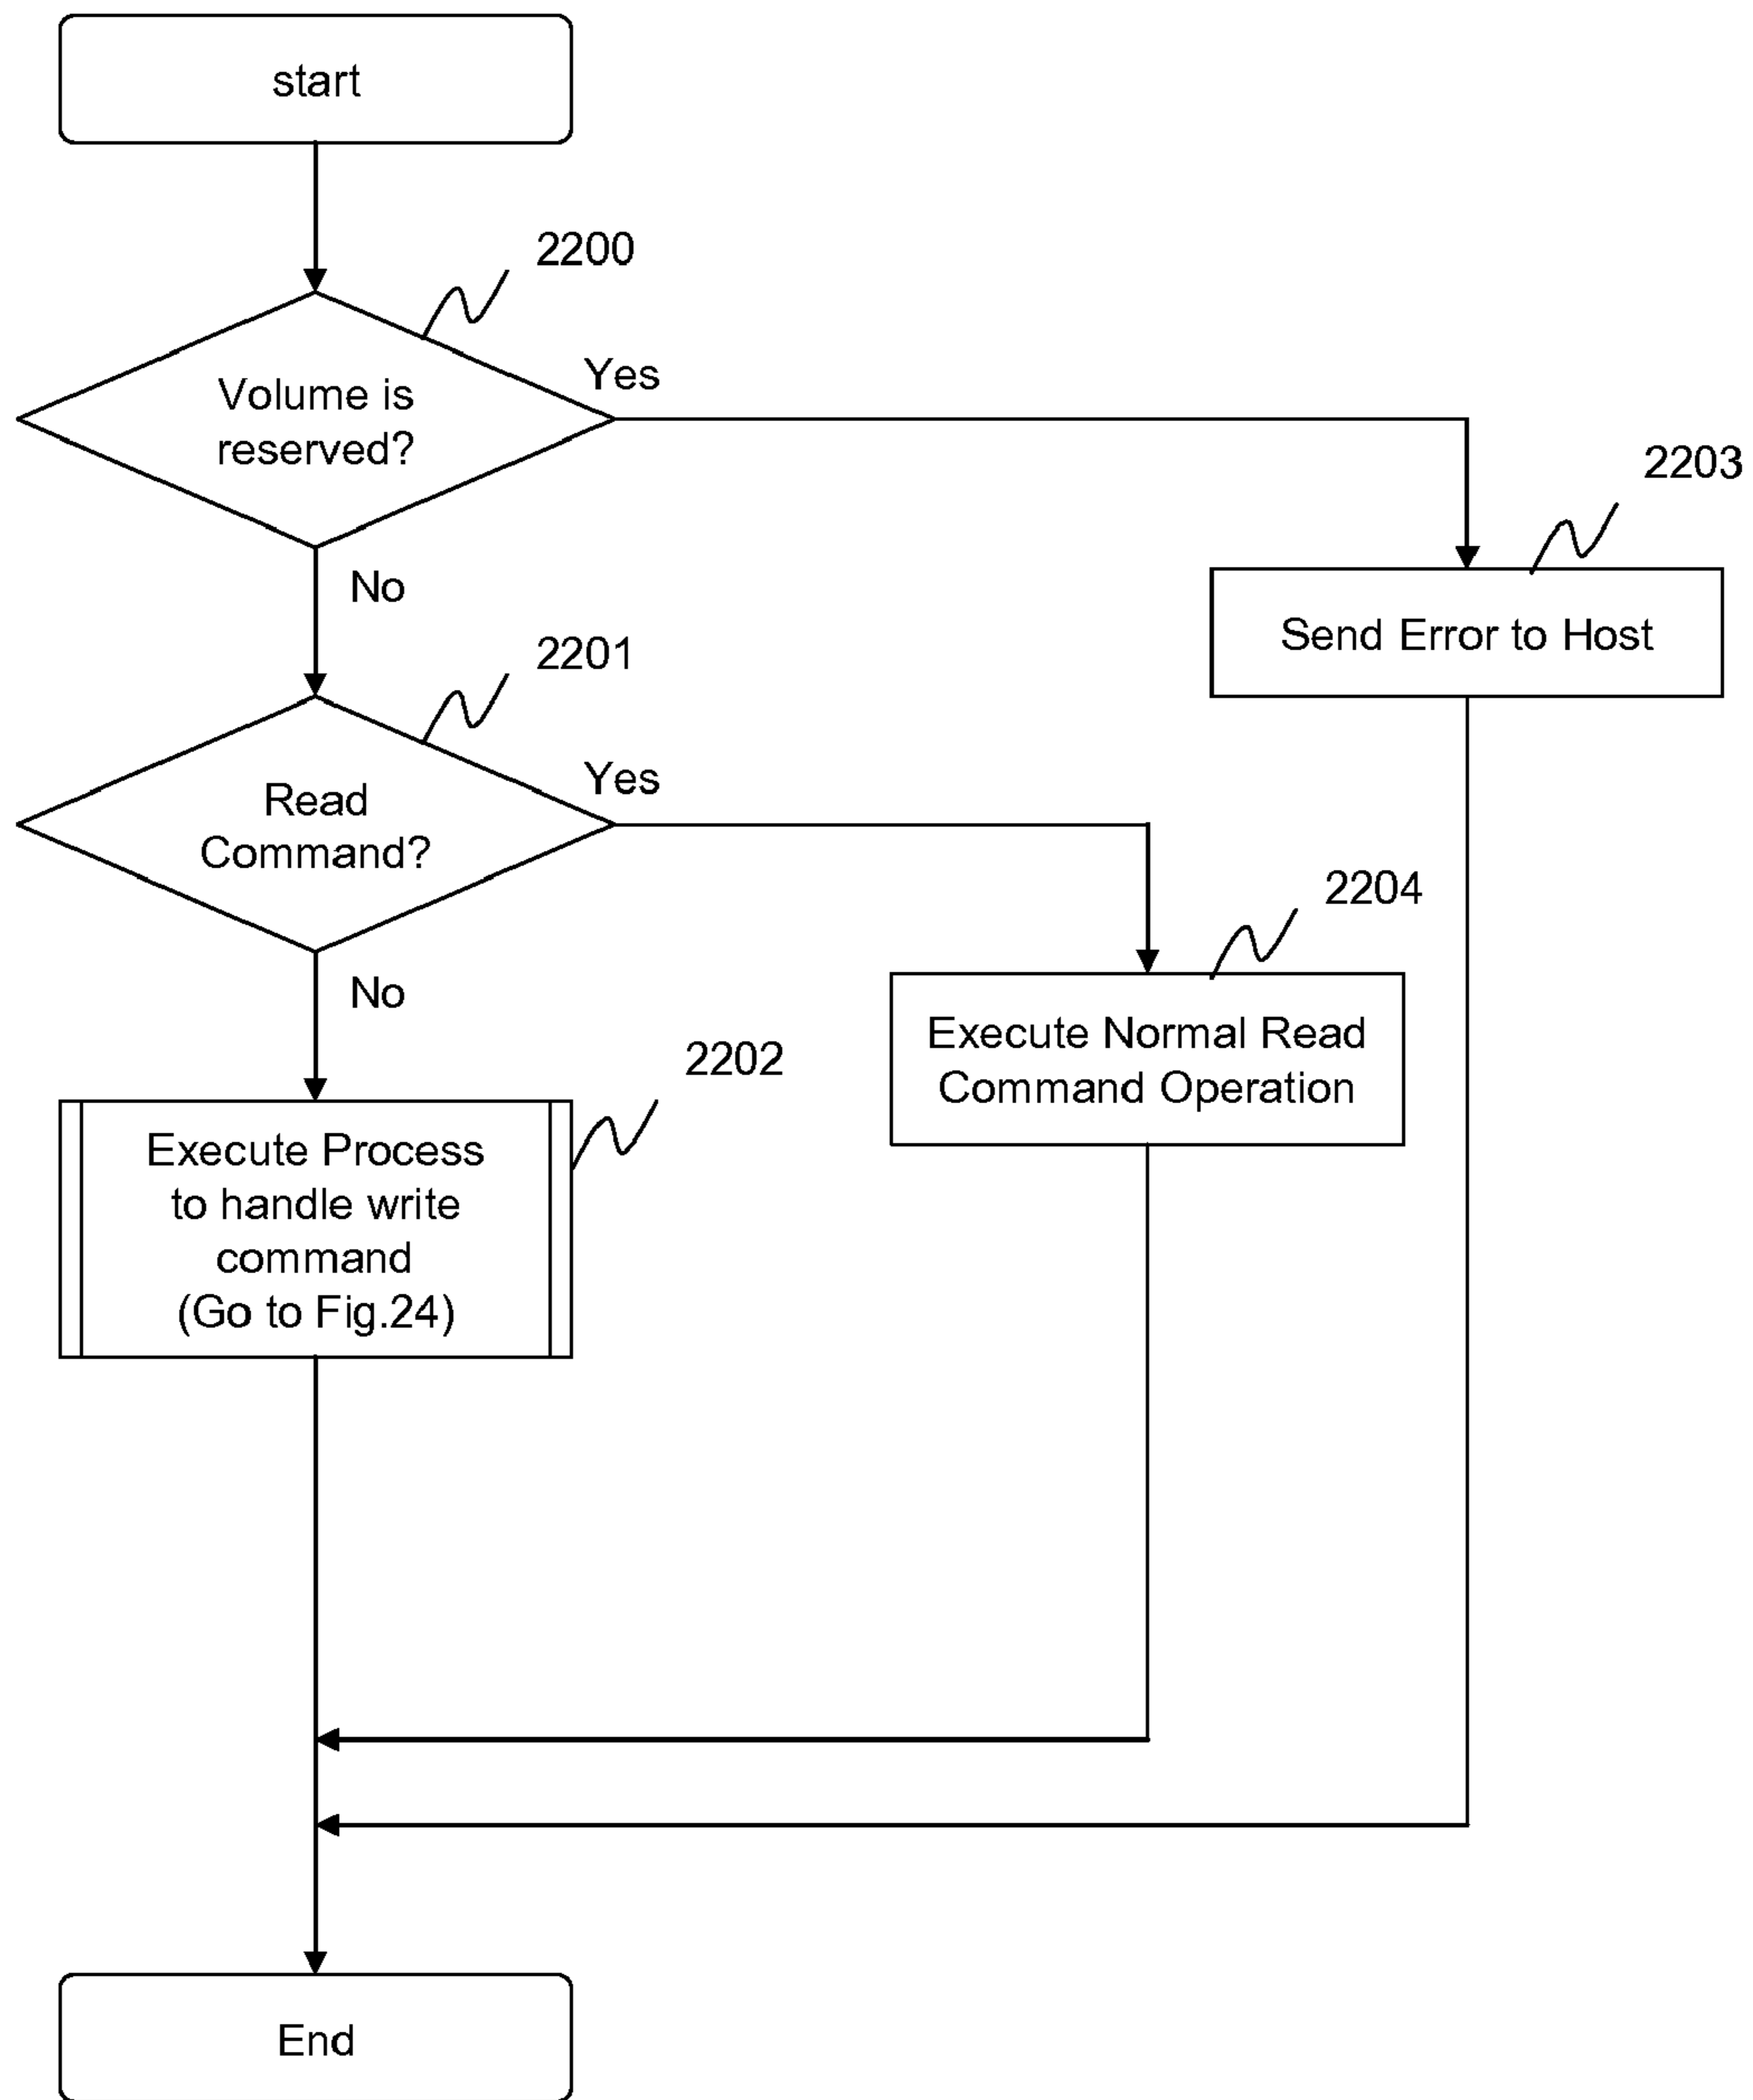 start
2200
Volume is
reserved?
Yes
2203
No
Send Error to Host
2201
Read
Command?
Yes
2204
No
Execute Normal Read
Command Operation
2202
Execute Process
to handle write
command
(Go to Fig.24)
End